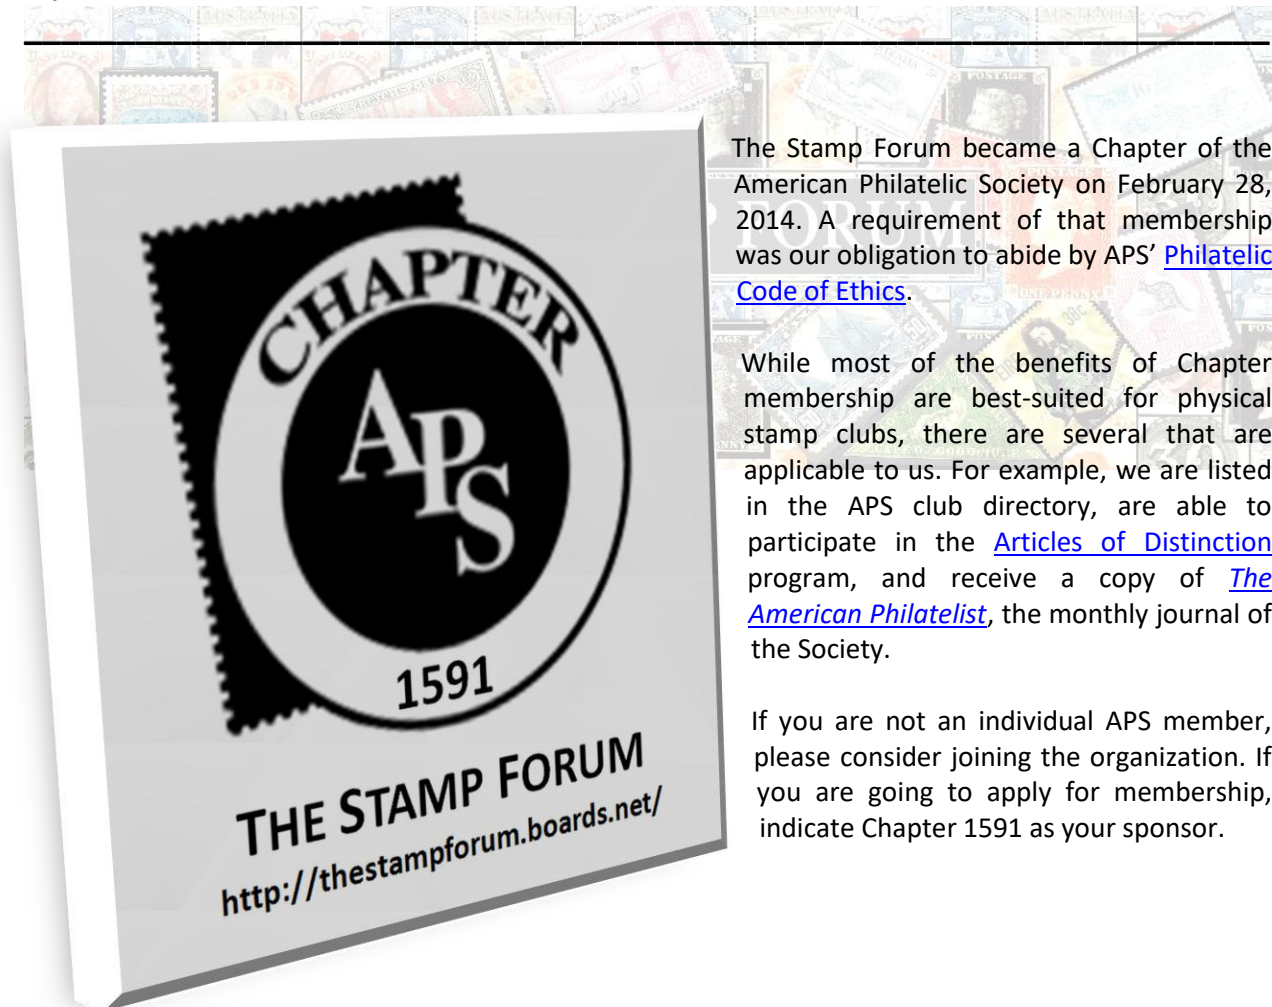 CHAPTER
APS
1591
THE STAMP FORUM
http://thestampforum.boards.net/
The Stamp Forum became a Chapter of the
American Philatelic Society on February 28,
2014. A requirement of that membership
was our obligation to abide by APS’ Philatelic
Code of Ethics.
While most of the benefits of Chapter
membership are best-suited for physical
stamp clubs, there are several that are
applicable to us. For example, we are listed
in the APS club directory, are able to
participate in the Articles of Distinction
program, and receive a copy of The
American Philatelist, the monthly journal of
the Society.
If you are not an individual APS member,
please consider joining the organization. If
you are going to apply for membership,
indicate Chapter 1591 as your sponsor.